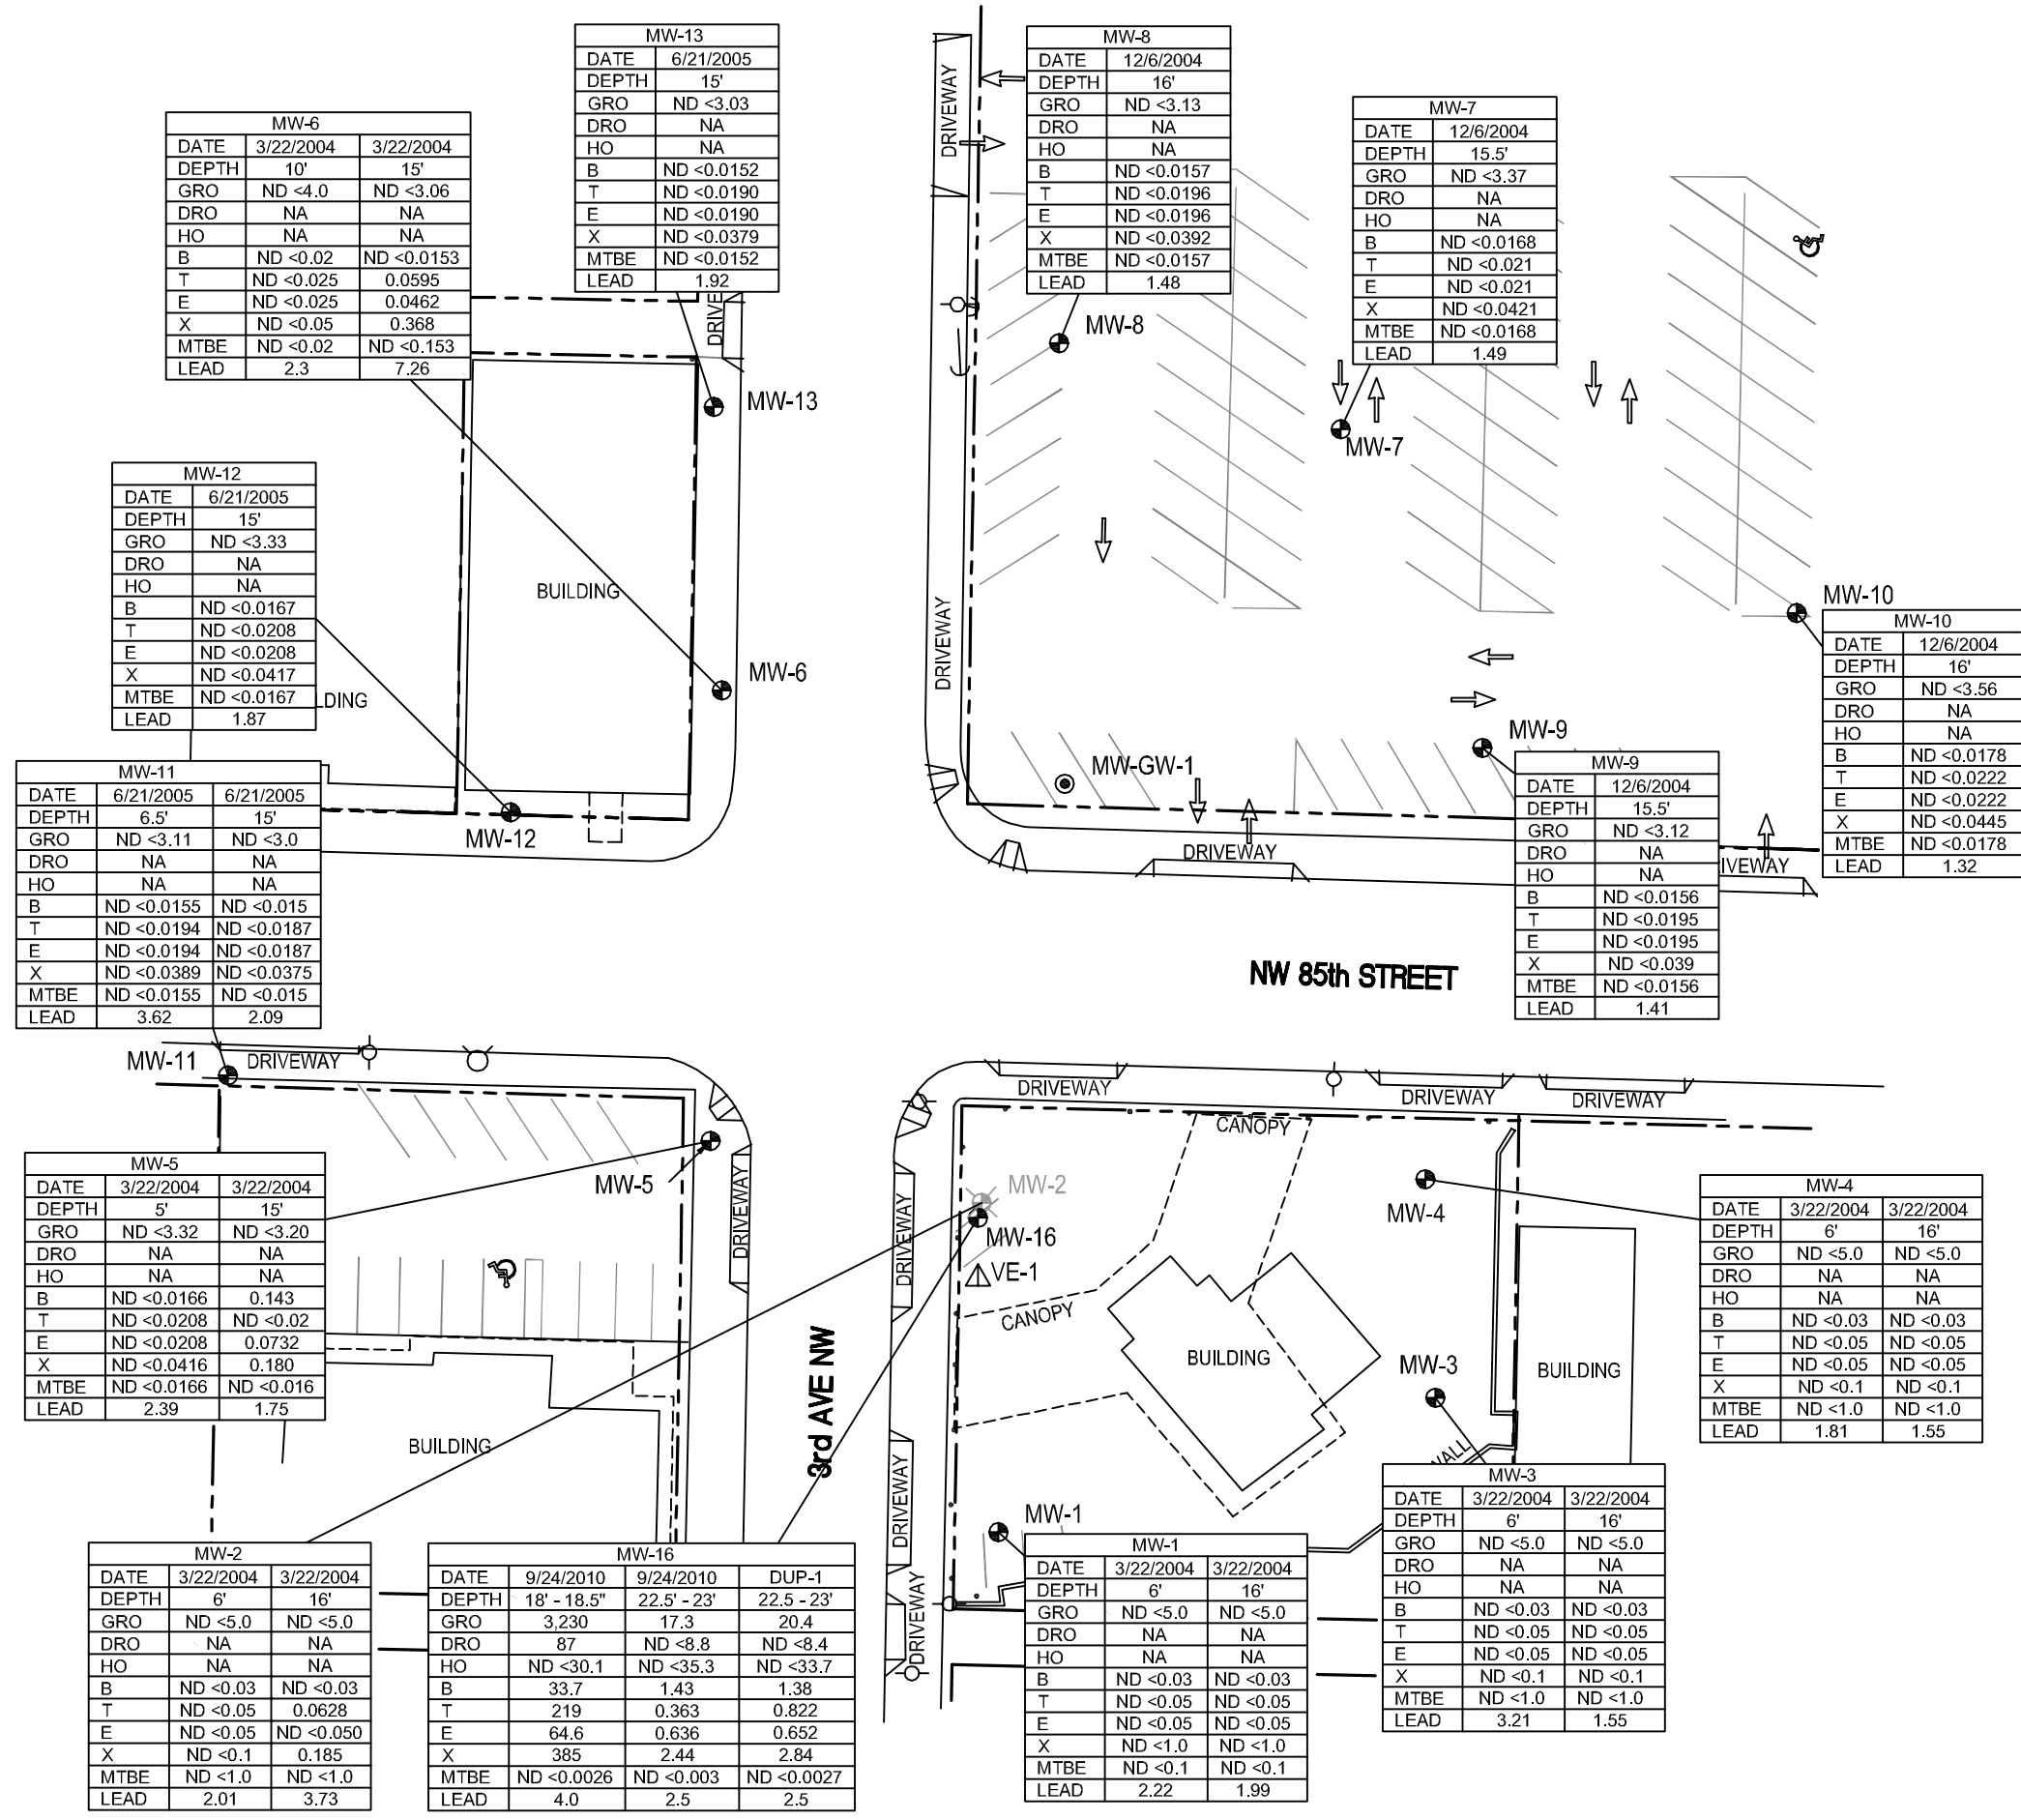 MW-13
DATE 6/21/2005
DEPTH 15'
GRO ND <3.03
DRO NA
HO NA
B ND <0.0152
T ND <0.0190
E ND <0.0190
X ND <0.0379
MTBE ND <0.0152
LEAD 1.92
MW-8
DATE 12/6/2004
DEPTH 16'
GRO ND <3.13
DRO NA
HO NA
B ND <0.0157
T ND <0.0196
E ND <0.0196
X ND <0.0392
MTBE ND <0.0157
LEAD 1.48
MW-7
DATE 12/6/2004
DEPTH 15.5'
GRO ND <3.37
DRO NA
HO NA
B ND <0.0168
T ND <0.021
E ND <0.021
X ND <0.0421
MTBE ND <0.0168
LEAD 1.49
MW-6
DATE 3/22/2004 3/22/2004
DEPTH 10' 15'
GRO ND <4.0 ND <3.06
DRO NA NA
HO NA NA
B ND <0.02 ND <0.0153
T ND <0.025 0.0595
E ND <0.025 0.0462
X ND <0.05 0.368
MTBE ND <0.02 ND <0.153
LEAD 2.3 7.26
DRIVEWAY
DRIVE
MW-8
MW-13
MW-7
MW-12
DATE 6/21/2005
DEPTH 15'
GRO ND <3.33
DRO NA
HO NA
B ND <0.0167
T ND <0.0208
E ND <0.0208
X ND <0.0417
MTBE ND <0.0167
LEAD 1.87
LDING
BUILDING
DRIVEWAY
MW-6
MW-10
MW-10
DATE 12/6/2004
DEPTH 16'
GRO ND <3.56
DRO NA
HO NA
B ND <0.0178
T ND <0.0222
E ND <0.0222
X ND <0.0445
MTBE ND <0.0178
LEAD 1.32
MW-9
MW-9
DATE 12/6/2004
DEPTH 15.5'
GRO ND <3.12
DRO NA
HO NA
B ND <0.0156
T ND <0.0195
E ND <0.0195
X ND <0.039
MTBE ND <0.0156
LEAD 1.41
MW-GW-1
DRIVEWAY
IVEWAY
MW-12
MW-11
DATE 6/21/2005 6/21/2005
DEPTH 6.5' 15'
GRO ND <3.11 ND <3.0
DRO NA NA
HO NA NA
B ND <0.0155 ND <0.015
T ND <0.0194 ND <0.0187
E ND <0.0194 ND <0.0187
X ND <0.0389 ND <0.0375
MTBE ND <0.0155 ND <0.015
LEAD 3.62 2.09
NW 85th STREET
MW-11
DRIVEWAY
DRIVEWAY
DRIVEWAY
DRIVEWAY
CANOPY
MW-5
DATE 3/22/2004 3/22/2004
DEPTH 5' 15'
GRO ND <3.32 ND <3.20
DRO NA NA
HO NA NA
B ND <0.0166 0.143
T ND <0.0208 ND <0.02
E ND <0.0208 0.0732
X ND <0.0416 0.180
MTBE ND <0.0166 ND <0.016
LEAD 2.39 1.75
MW-5
DRIVEWAY
DRIVEWAY
MW-2
MW-16
VE-1
CANOPY
MW-4
MW-4
DATE 3/22/2004 3/22/2004
DEPTH 6' 16'
GRO ND <5.0 ND <5.0
DRO NA NA
HO NA NA
B ND <0.03 ND <0.03
T ND <0.05 ND <0.05
E ND <0.05 ND <0.05
X ND <0.1 ND <0.1
MTBE ND <1.0 ND <1.0
LEAD 1.81 1.55
BUILDING
MW-3
BUILDING
3rd AVE NW
BUILDING
WALL
DRIVEWAY
MW-1
MW-3
DATE 3/22/2004 3/22/2004
DEPTH 6' 16'
GRO ND <5.0 ND <5.0
DRO NA NA
HO NA NA
B ND <0.03 ND <0.03
T ND <0.05 ND <0.05
E ND <0.05 ND <0.05
X ND <0.1 ND <0.1
MTBE ND <1.0 ND <1.0
LEAD 3.21 1.55
MW-2
DATE 3/22/2004 3/22/2004
DEPTH 6' 16'
GRO ND <5.0 ND <5.0
DRO NA NA
HO NA NA
B ND <0.03 ND <0.03
T ND <0.05 0.0628
E ND <0.05 ND <0.050
X ND <0.1 0.185
MTBE ND <1.0 ND <1.0
LEAD 2.01 3.73
MW-16
DATE 9/24/2010 9/24/2010 DUP-1
DEPTH 18' - 18.5" 22.5' - 23' 22.5 - 23'
GRO 3,230 17.3 20.4
DRO 87 ND <8.8 ND <8.4
HO ND <30.1 ND <35.3 ND <33.7
B 33.7 1.43 1.38
T 219 0.363 0.822
E 64.6 0.636 0.652
X 385 2.44 2.84
MTBE ND <0.0026 ND <0.003 ND <0.0027
LEAD 4.0 2.5 2.5
DRIVEWAY
MW-1
DATE 3/22/2004 3/22/2004
DEPTH 6' 16'
GRO ND <5.0 ND <5.0
DRO NA NA
HO NA NA
B ND <0.03 ND <0.03
T ND <0.05 ND <0.05
E ND <0.05 ND <0.05
X ND <1.0 ND <1.0
MTBE ND <0.1 ND <0.1
LEAD 2.22 1.99